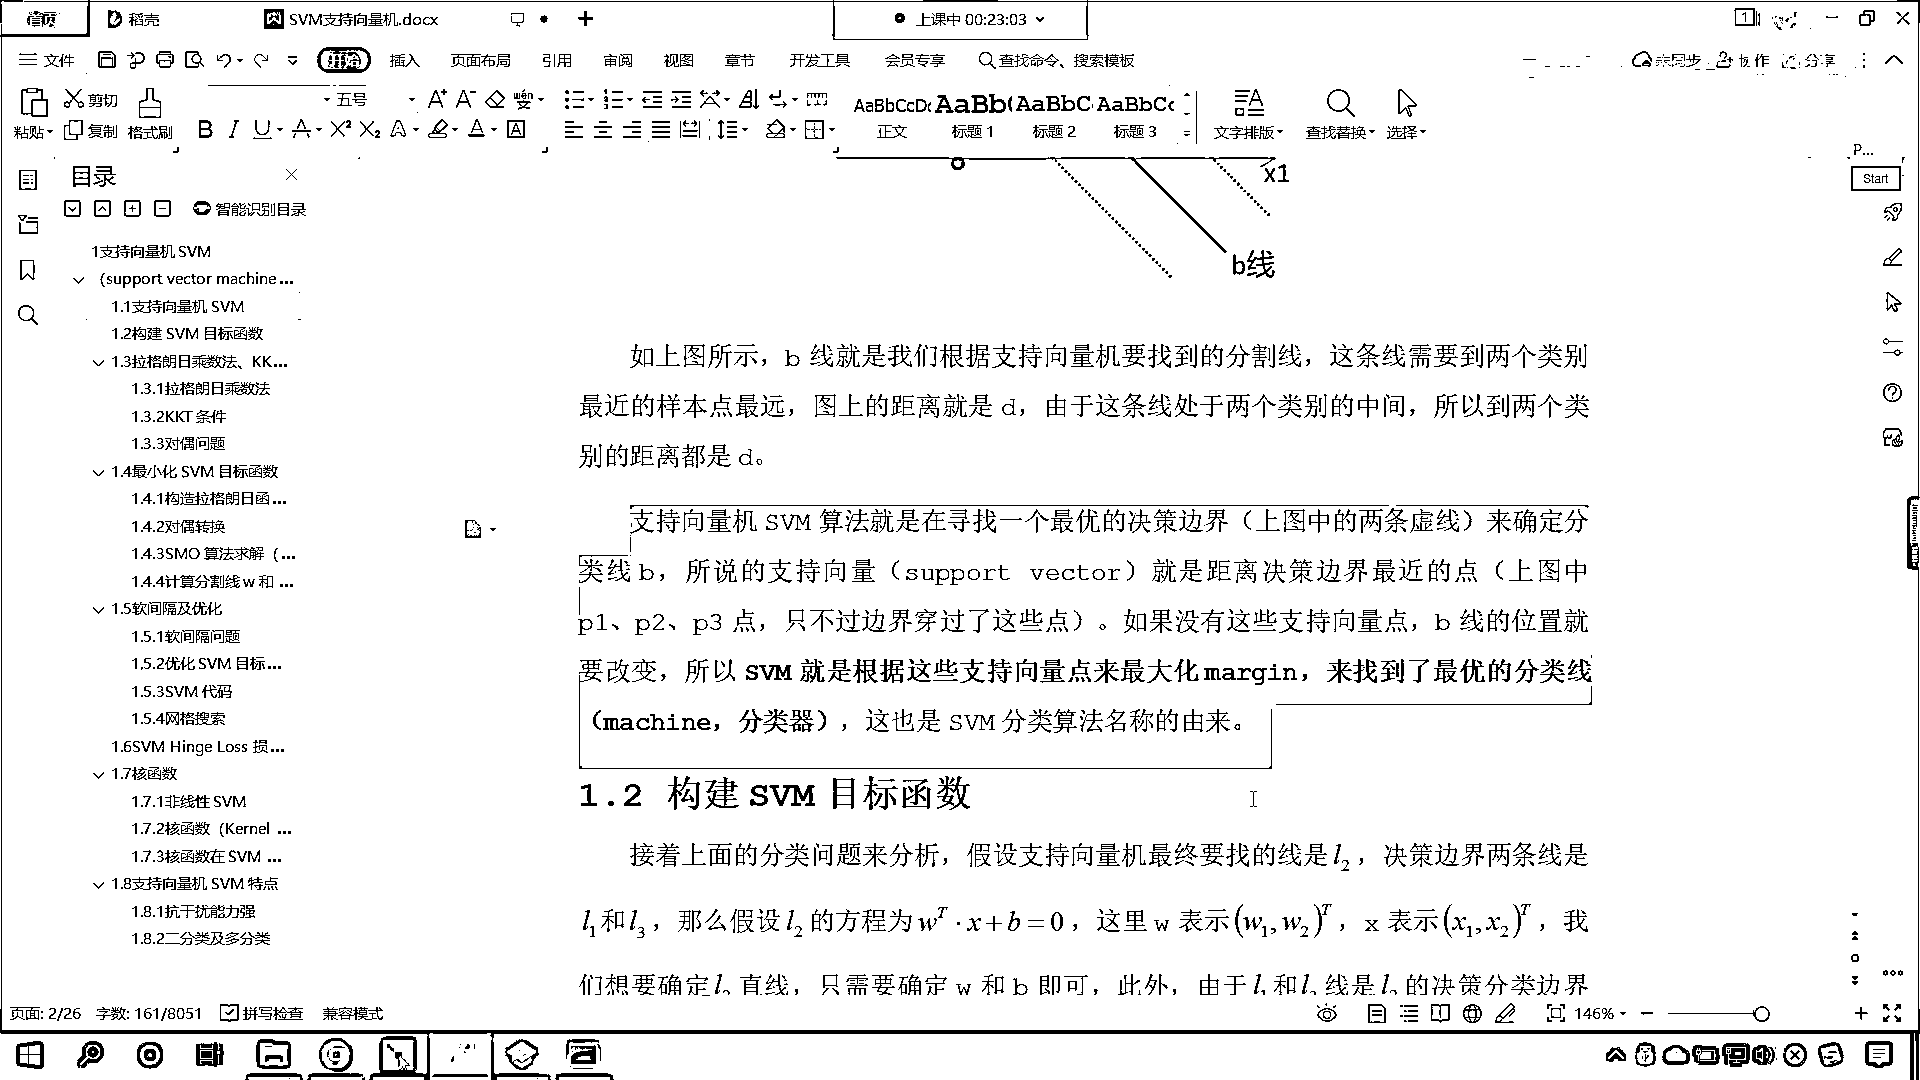 首页
稻壳
SVM支持向量机.docx
上课中 00:23:03
文件
开始
插入
页面布局
引用
审阅
视图
章节
开发工具
会员专享
查找命令、搜索模板
未同步
协作
分享
粘贴
剪切
复制
格式刷
五号
AaBbCcDd
AaBb(
AaBbC
AaBbCc
正文
标题 1
标题 2
标题 3
文字排版
查找替换
选择
P...
Start
目录
智能识别目录
1支持向量机 SVM
(support vector machine...
1.1支持向量机 SVM
1.2构建 SVM 目标函数
1.3拉格朗日乘数法、KK...
1.3.1拉格朗日乘数法
1.3.2KKT 条件
1.3.3对偶问题
1.4最小化 SVM 目标函数
1.4.1构造拉格朗日函...
1.4.2对偶转换
1.4.3SMO 算法求解（...
1.4.4计算分割线 w 和 ...
1.5软间隔及优化
1.5.1软间隔问题
1.5.2优化 SVM 目标...
1.5.3SVM 代码
1.5.4网格搜索
1.6SVM Hinge Loss 损...
1.7核函数
1.7.1非线性 SVM
1.7.2核函数（Kernel ...
1.7.3核函数在 SVM ...
1.8支持向量机 SVM 特点
1.8.1抗干扰能力强
1.8.2二分类及多分类
x1
b线
如上图所示，b 线就是我们根据支持向量机要找到的分割线，这条线需要到两个类别
最近的样本点最远，图上的距离就是 d，由于这条线处于两个类别的中间，所以到两个类
别的距离都是 d。
支持向量机 SVM 算法就是在寻找一个最优的决策边界（上图中的两条虚线）来确定分
类线 b，所说的支持向量（support vector）就是距离决策边界最近的点（上图中
p1、p2、p3 点，只不过边界穿过了这些点）。如果没有这些支持向量点，b 线的位置就
要改变，所以 SVM 就是根据这些支持向量点来最大化 margin，来找到了最优的分类线
（machine，分类器），这也是 SVM 分类算法名称的由来。
1.2 构建 SVM 目标函数
接着上面的分类问题来分析，假设支持向量机最终要找的线是 l₂，决策边界两条线是
l₁和 l₃，那么假设 l₂ 的方程为 wᵀ · x + b = 0，这里 w 表示 (w₁, w₂)ᵀ，x 表示 (x₁, x₂)ᵀ，我
们想要确定 l₂ 直线，只需要确定 w 和 b 即可，此外，由于 l₁ 和 l₃ 线是 l₂ 的决策分类边界
页面: 2/26
字数: 161/8051
拼写检查
兼容模式
146%